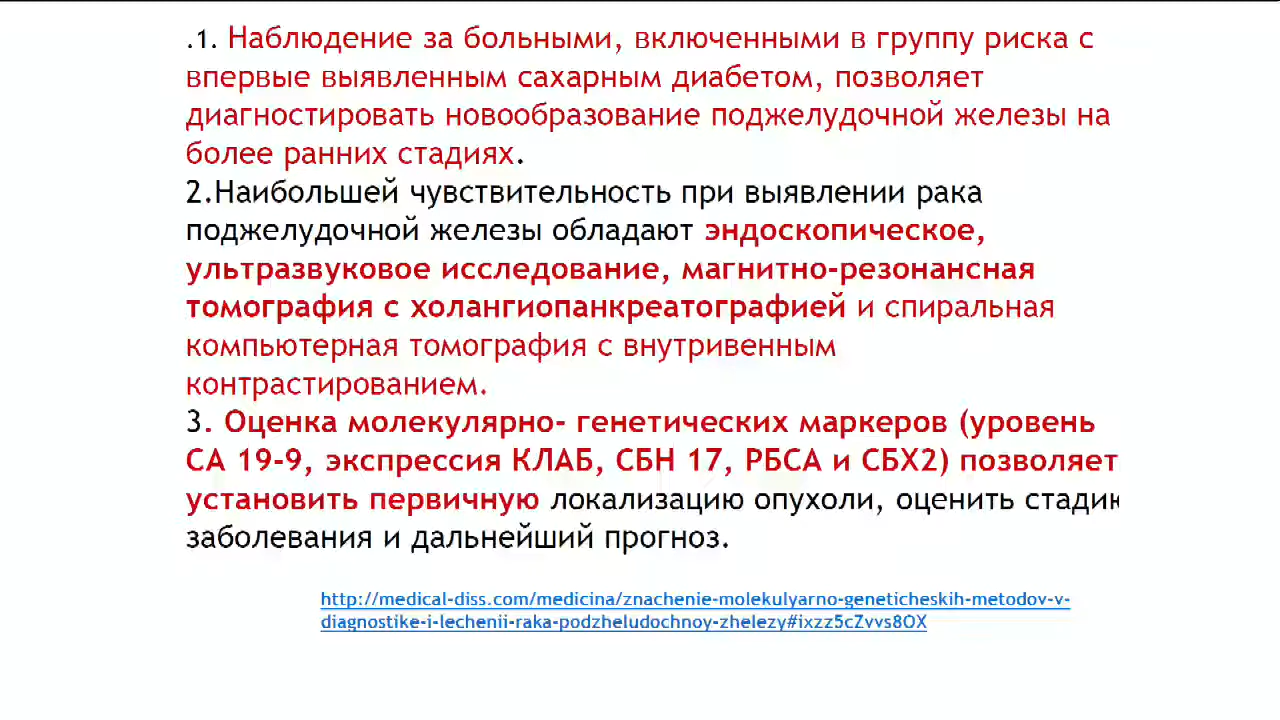 .1. Наблюдение за больными, включенными в группу риска с
впервые выявленным сахарным диабетом, позволяет
диагностировать новообразование поджелудочной железы на
более ранних стадиях.
2.Наибольшей чувствительность при выявлении рака
поджелудочной железы обладают эндоскопическое,
ультразвуковое исследование, магнитно-резонансная
томография с холангиопанкреатографией и спиральная
компьютерная томография с внутривенным
контрастированием.
3. Оценка молекулярно- генетических маркеров (уровень
СА 19-9, экспрессия КЛАБ, СБН 17, РБСА и СБХ2) позволяет
установить первичную локализацию опухоли, оценить стадию
заболевания и дальнейший прогноз.
http://medical-diss.com/medicina/znachenie-molekulyarno-geneticheskih-metodov-v-
diagnostike-i-lechenii-raka-podzheludochnoy-zhelezy#ixzz5cZvvs8OX